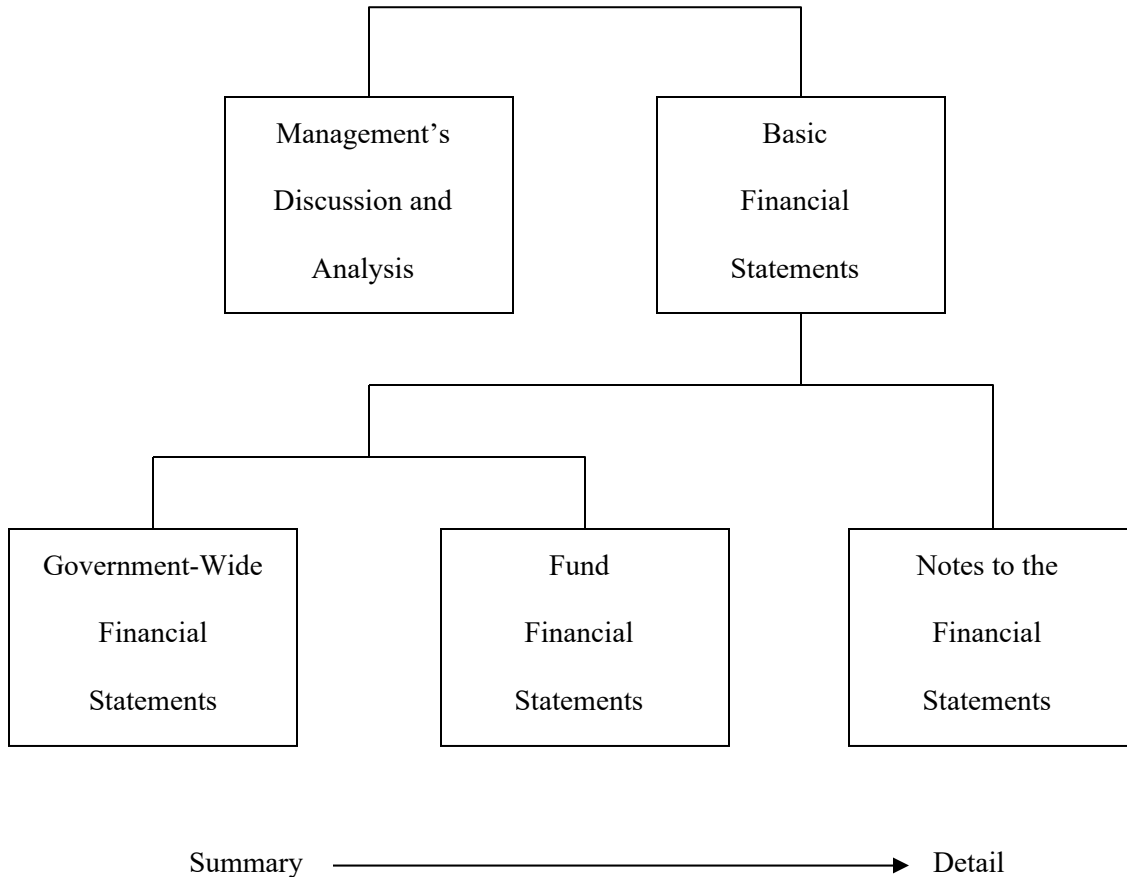 Management’s
Discussion and
Analysis
Basic
Financial
Statements
Government-Wide
Financial
Statements
Fund
Financial
Statements
Notes to the
Financial
Statements
Summary
Detail